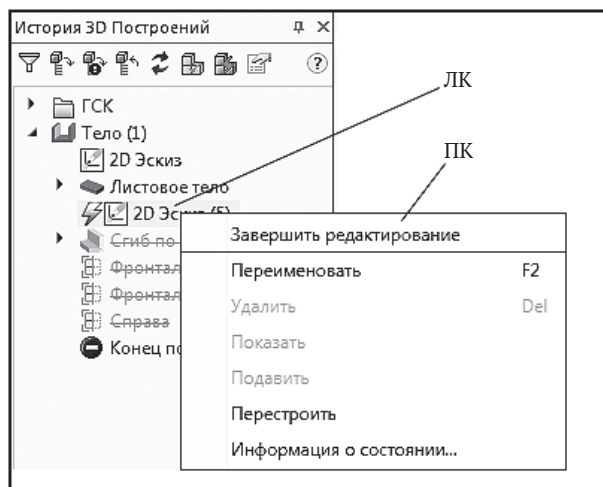 История 3D Построений
ЛК
ГСК
Тело (1)
ПК
2D Эскиз
Листовое тело
2D Эскиз (5)
Завершить редактирование
Сгиб по
Переименовать F2
Фронтал
Удалить Del
Фронтал
Показать
Справа
Подавить
Конец по
Перестроить
Информация о состоянии...